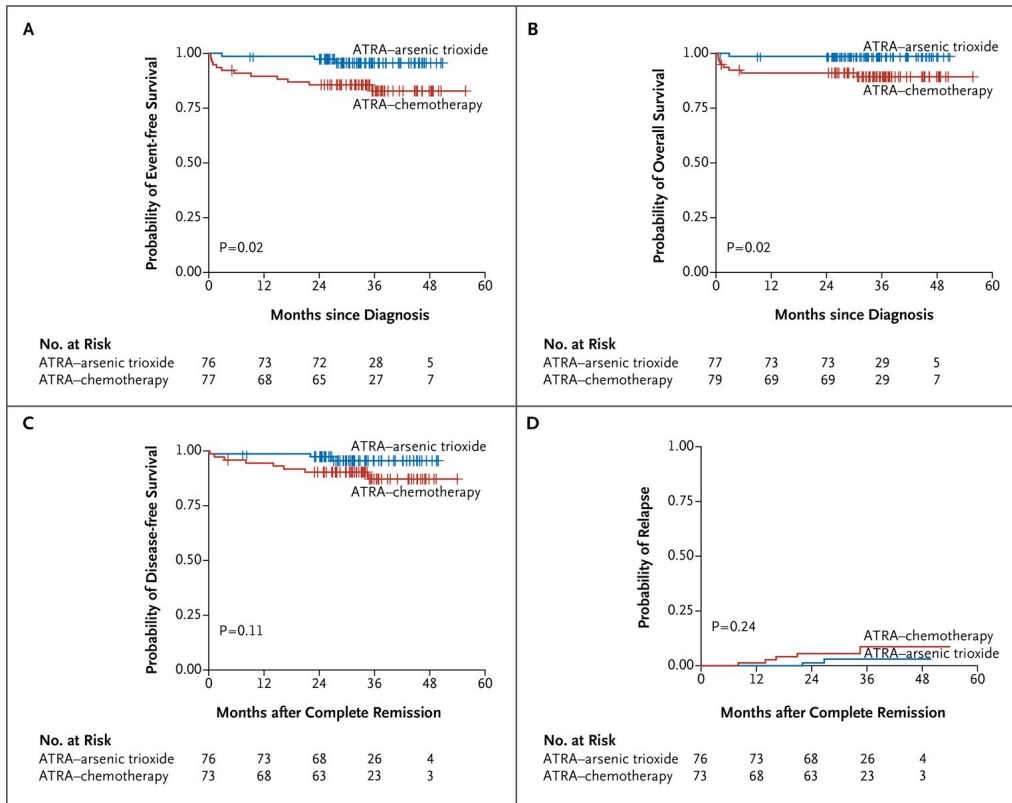 A
1.00
0.75
0.50
0.25
0.00
Probability of Event-free Survival
ATRA–arsenic trioxide
ATRA–chemotherapy
P=0.02
0 12 24 36 48 60
Months since Diagnosis
No. at Risk
ATRA–arsenic trioxide 76 73 72 28 5
ATRA–chemotherapy 77 68 65 27 7
B
1.00
0.75
0.50
0.25
0.00
Probability of Overall Survival
ATRA–arsenic trioxide
ATRA–chemotherapy
P=0.02
0 12 24 36 48 60
Months since Diagnosis
No. at Risk
ATRA–arsenic trioxide 77 73 73 29 5
ATRA–chemotherapy 79 69 69 29 7
C
1.00
0.75
0.50
0.25
0.00
Probability of Disease-free Survival
ATRA–arsenic trioxide
ATRA–chemotherapy
P=0.11
0 12 24 36 48 60
Months after Complete Remission
No. at Risk
ATRA–arsenic trioxide 76 73 68 26 4
ATRA–chemotherapy 73 68 63 23 3
D
1.00
0.75
0.50
0.25
0.00
Probability of Relapse
P=0.24
ATRA–chemotherapy
ATRA–arsenic trioxide
0 12 24 36 48 60
Months after Complete Remission
No. at Risk
ATRA–arsenic trioxide 76 73 68 26 4
ATRA–chemotherapy 73 68 63 23 3